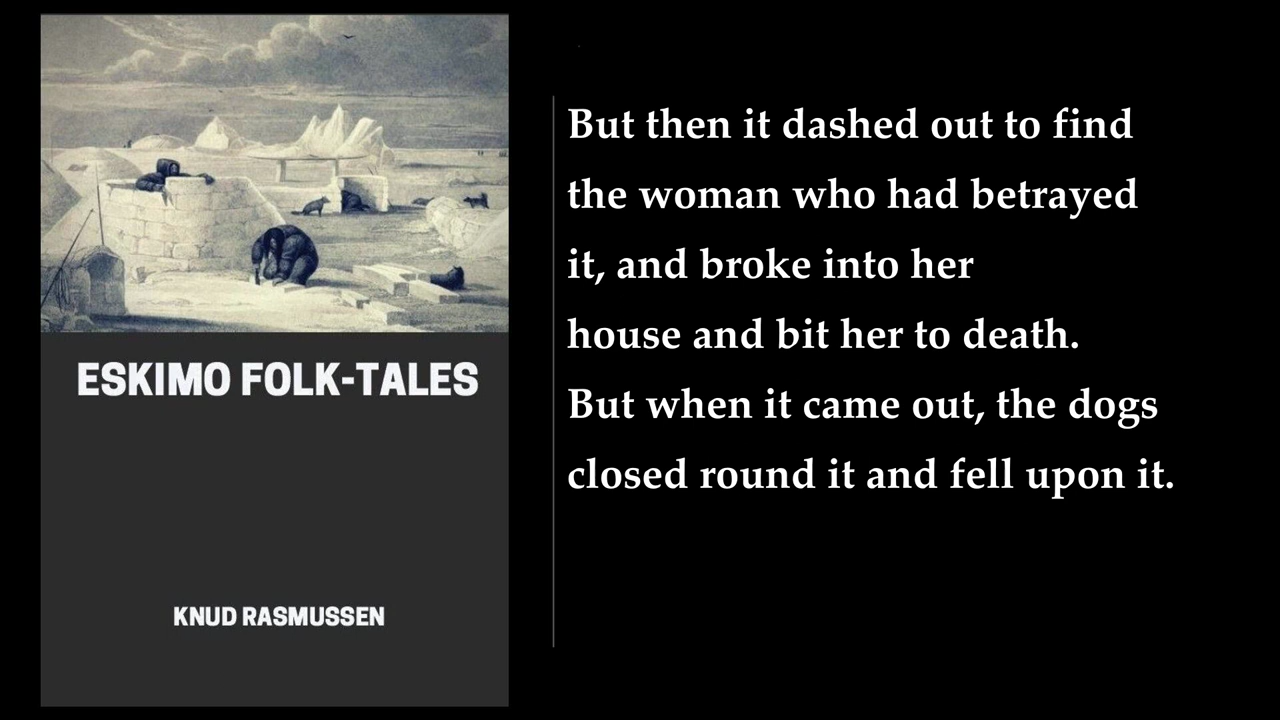 ESKIMO FOLK-TALES
KNUD RASMUSSEN
But then it dashed out to find
the woman who had betrayed
it, and broke into her
house and bit her to death.
But when it came out, the dogs
closed round it and fell upon it.